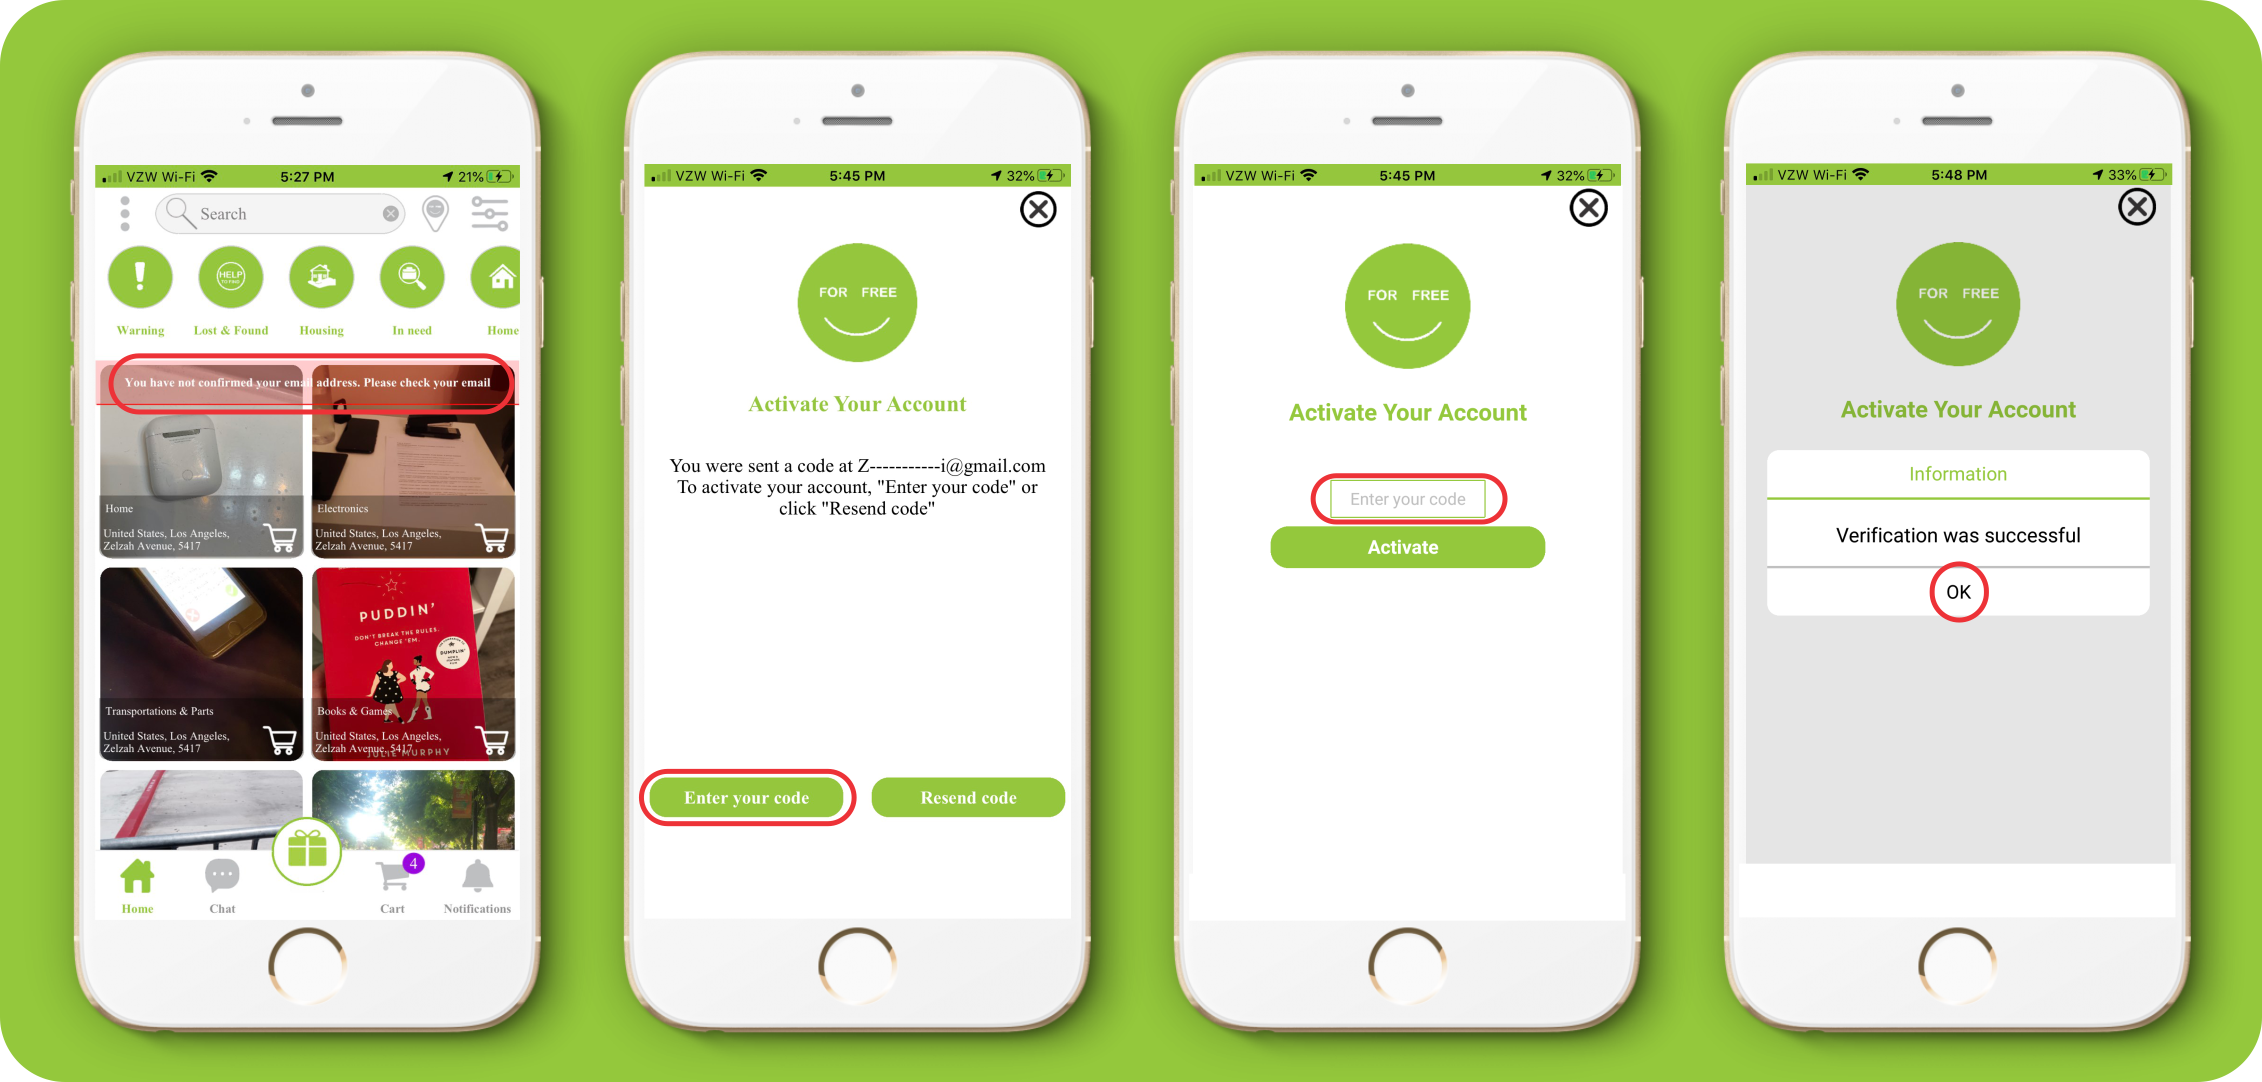 VZW Wi-Fi 5:27 PM 21%
Search
HELP
TO FIND
Warning Lost & Found Housing In need Home
You have not confirmed your email address. Please check your email
Home
United States, Los Angeles,
Zelzah Avenue, 5417
Electronics
United States, Los Angeles,
Zelzah Avenue, 5417
PUDDIN'
DON'T BREAK THE RULES.
CHANGE 'EM.
DUMPLIN'
Transportations & Parts
United States, Los Angeles,
Zelzah Avenue, 5417
Books & Games
United States, Los Angeles,
Zelzah Avenue, 5417
JULIE MURPHY
4
Home Chat Cart Notifications
VZW Wi-Fi 5:45 PM 32%
FOR FREE
Activate Your Account
You were sent a code at Z-----------i@gmail.com
To activate your account, "Enter your code" or
click "Resend code"
Enter your code Resend code
VZW Wi-Fi 5:45 PM 32%
FOR FREE
Activate Your Account
Enter your code
Activate
VZW Wi-Fi 5:48 PM 33%
FOR FREE
Activate Your Account
Information
Verification was successful
OK